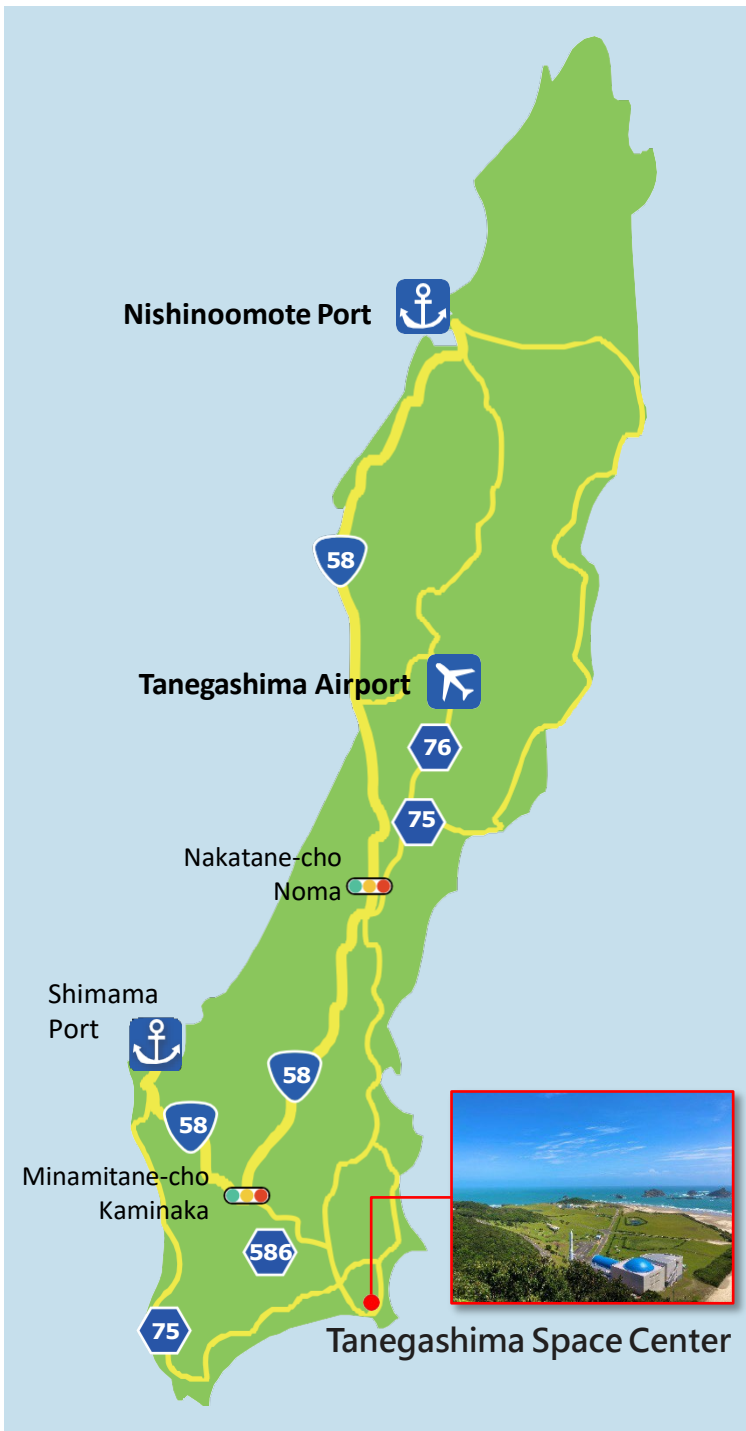 Nishinoomote Port
58
Tanegashima Airport
76
75
Nakatane-cho
Noma
Shimama
Port
58
58
Minamitane-cho
Kaminaka
586
75
Tanegashima Space Center